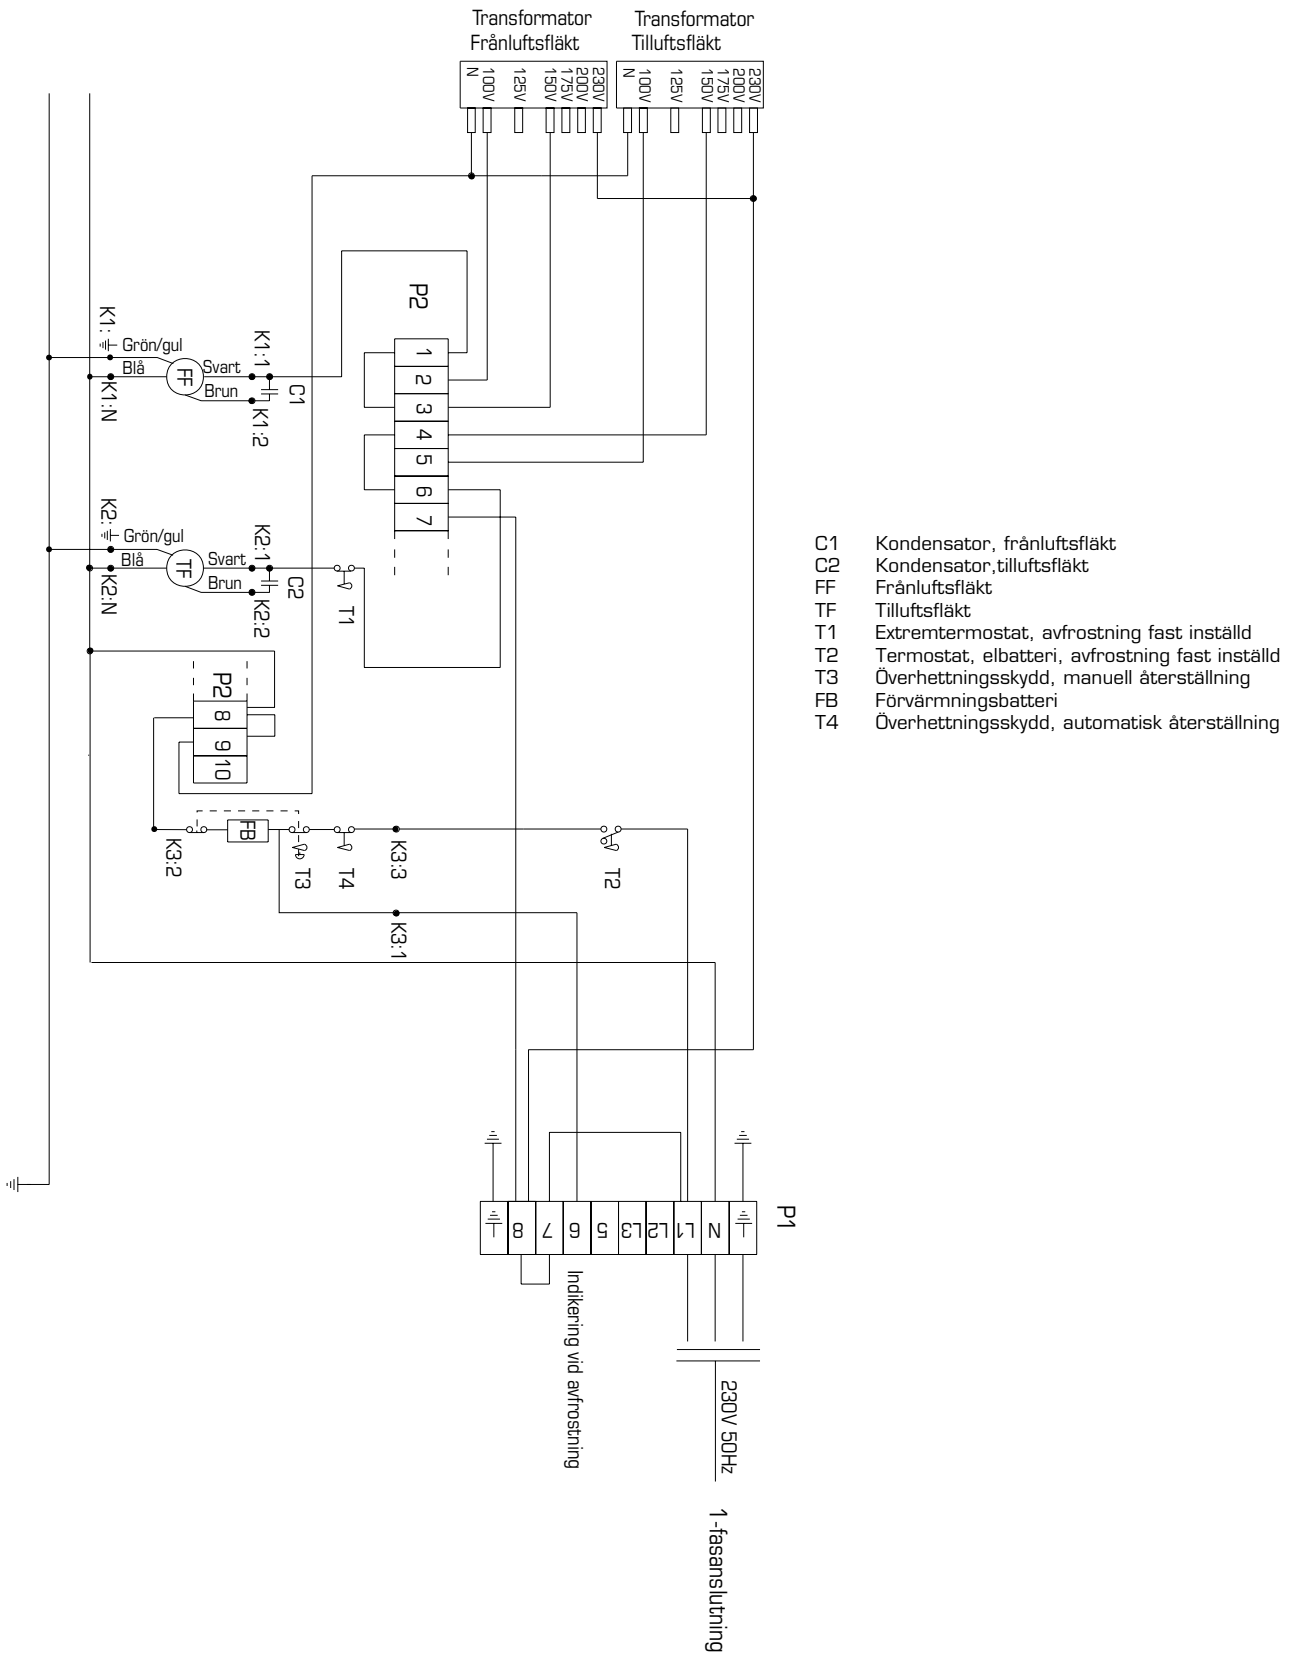 Transformator
Frånluftsfläkt
Transformator
Tilluftsfläkt
N
100V
125V
150V
175V
200V
230V
N
100V
125V
150V
175V
200V
230V
P2
1
2
3
4
5
6
7
K1:
Grön/gul
Blå
K1:N
FF
Svart
Brun
K1:1
C1
K1:2
K2:
Grön/gul
Blå
K2:N
TF
Svart
Brun
K2:1
C2
K2:2
T1
P2
8
9
10
K3:2
FB
T3
T4
K3:3
K3:1
T2
C1 Kondensator, frånluftsfläkt
C2 Kondensator,tilluftsfläkt
FF Frånluftsfläkt
TF Tilluftsfläkt
T1 Extremtermostat, avfrostning fast inställd
T2 Termostat, elbatteri, avfrostning fast inställd
T3 Överhettningsskydd, manuell återställning
FB Förvärmningsbatteri
T4 Överhettningsskydd, automatisk återställning
P1
8
7
6
5
L3
L2
L1
N
Indikering vid avfrostning
230V 50Hz
1-fasanslutning